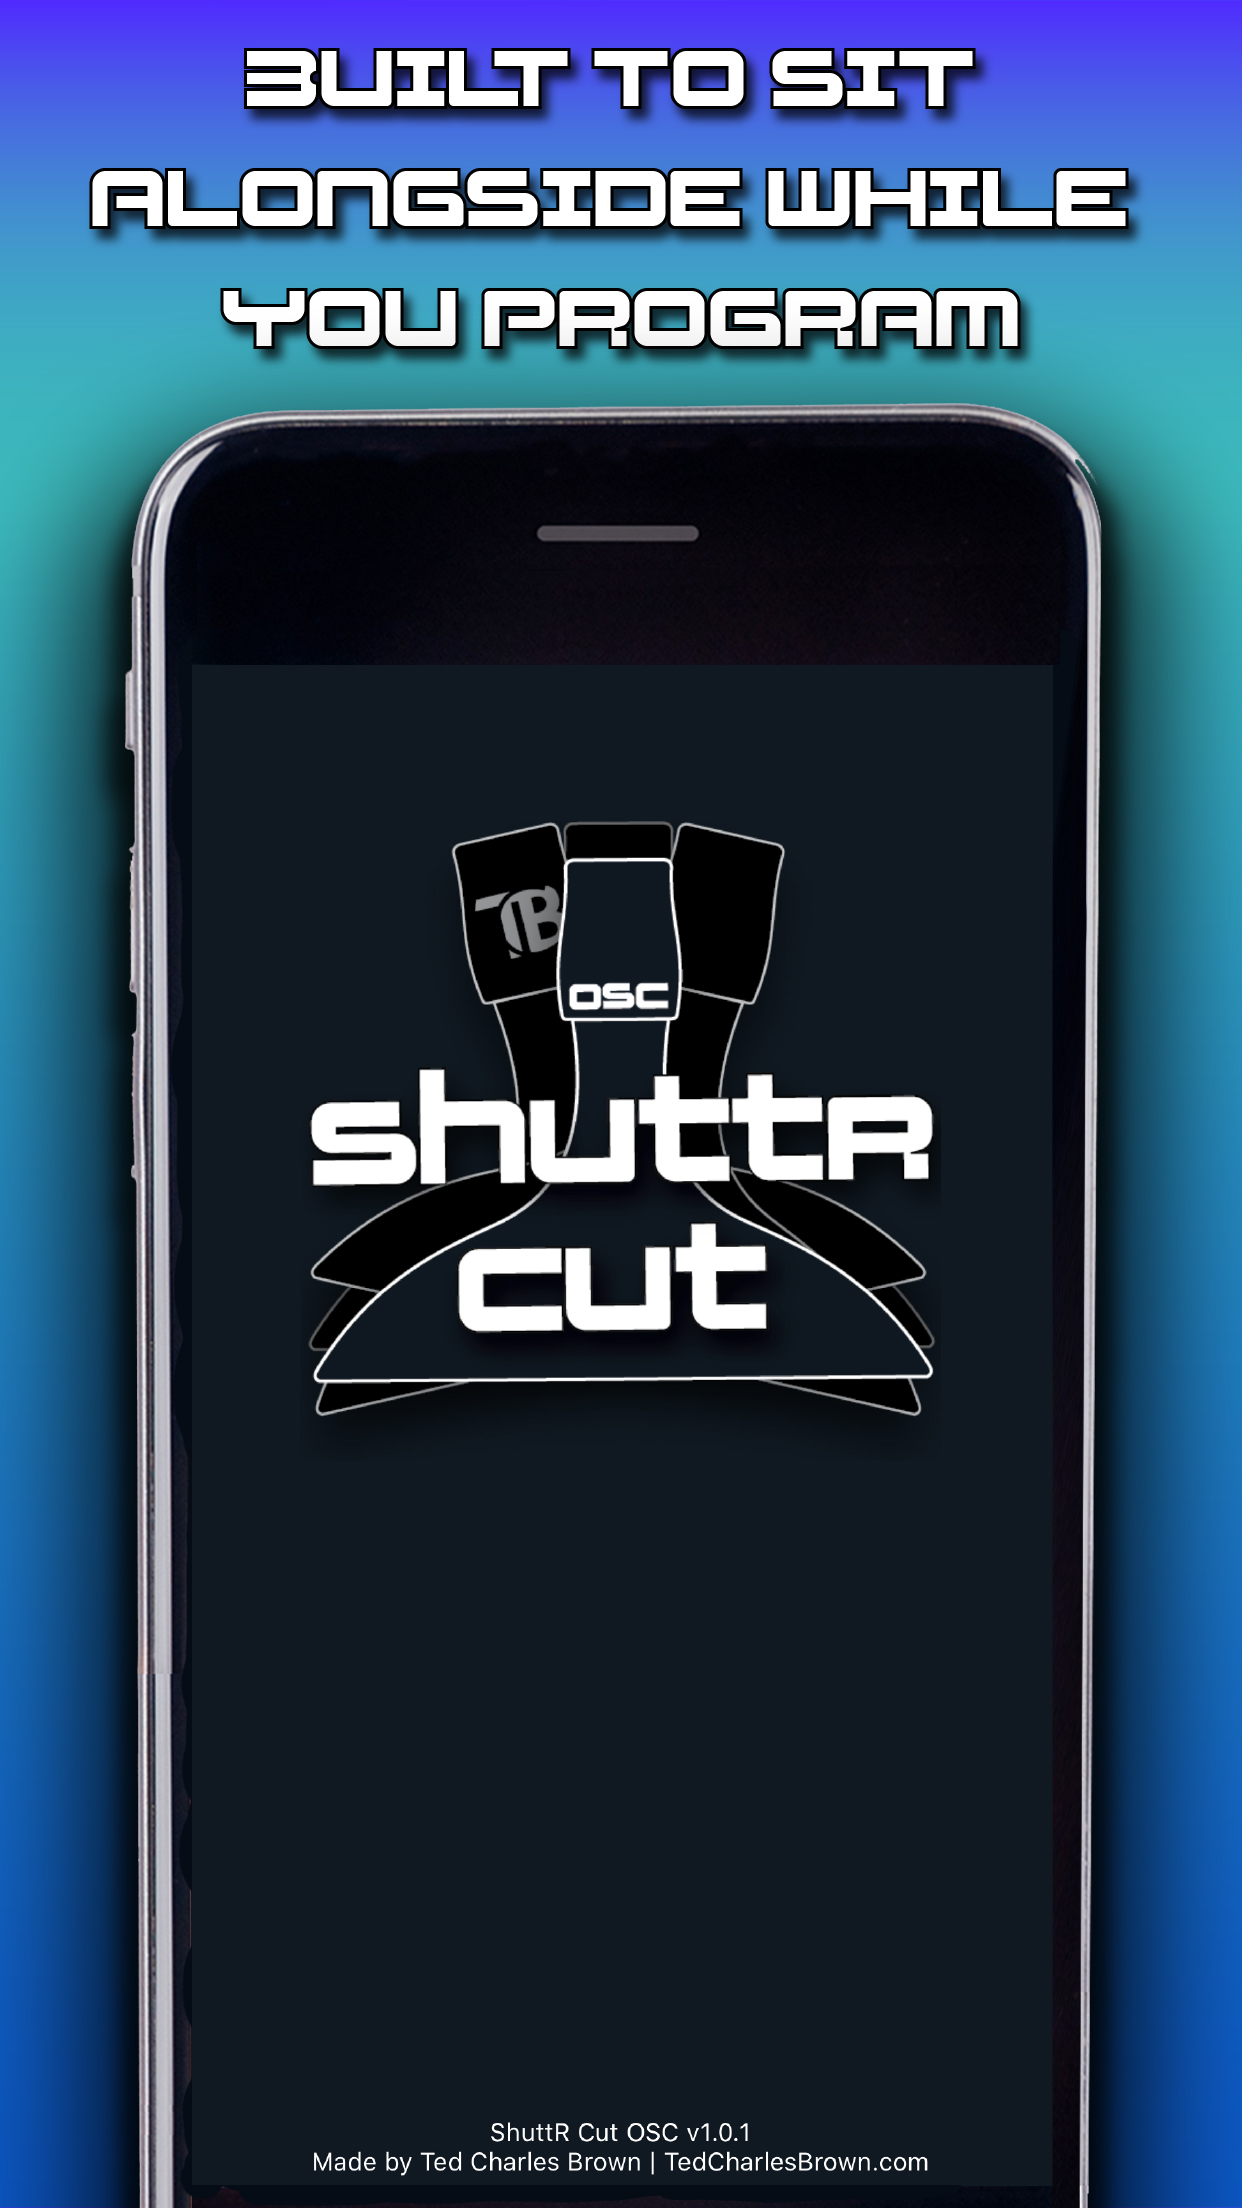 BUILT TO SIT
ALONGSIDE WHILE
YOU PROGRAM
TB
OSC
shuttR
cut
ShuttR Cut OSC v1.0.1
Made by Ted Charles Brown | TedCharlesBrown.com